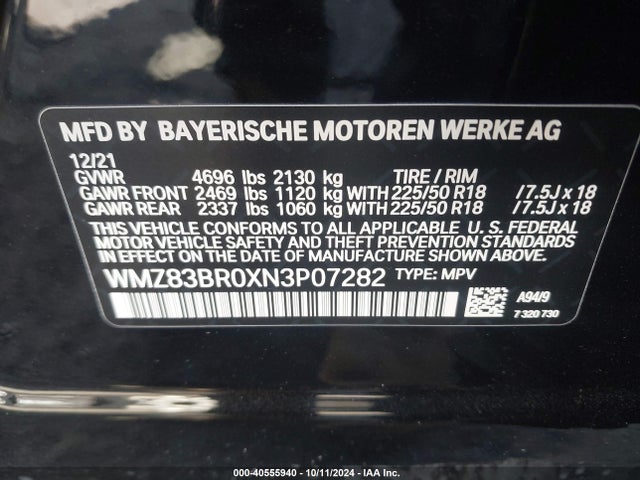 MFD BY BAYERISCHE MOTOREN WERKE AG
12/21
GVWR 4696 lbs 2130 kg TIRE / RIM
GAWR FRONT 2469 lbs 1120 kg WITH 225/50 R18 /7.5J x 18
GAWR REAR 2337 lbs 1060 kg WITH 225/50 R18 /7.5J x 18
THIS VEHICLE CONFORMS TO ALL APPLICABLE U. S. FEDERAL
MOTOR VEHICLE SAFETY AND THEFT PREVENTION STANDARDS
IN EFFECT ON THE DATE OF MANUFACTURE SHOWN ABOVE.
WMZ83BR0XN3P07282 TYPE: MPV
A94/9
7 320 730
000-40555940 - 10/11/2024 - IAA Inc.